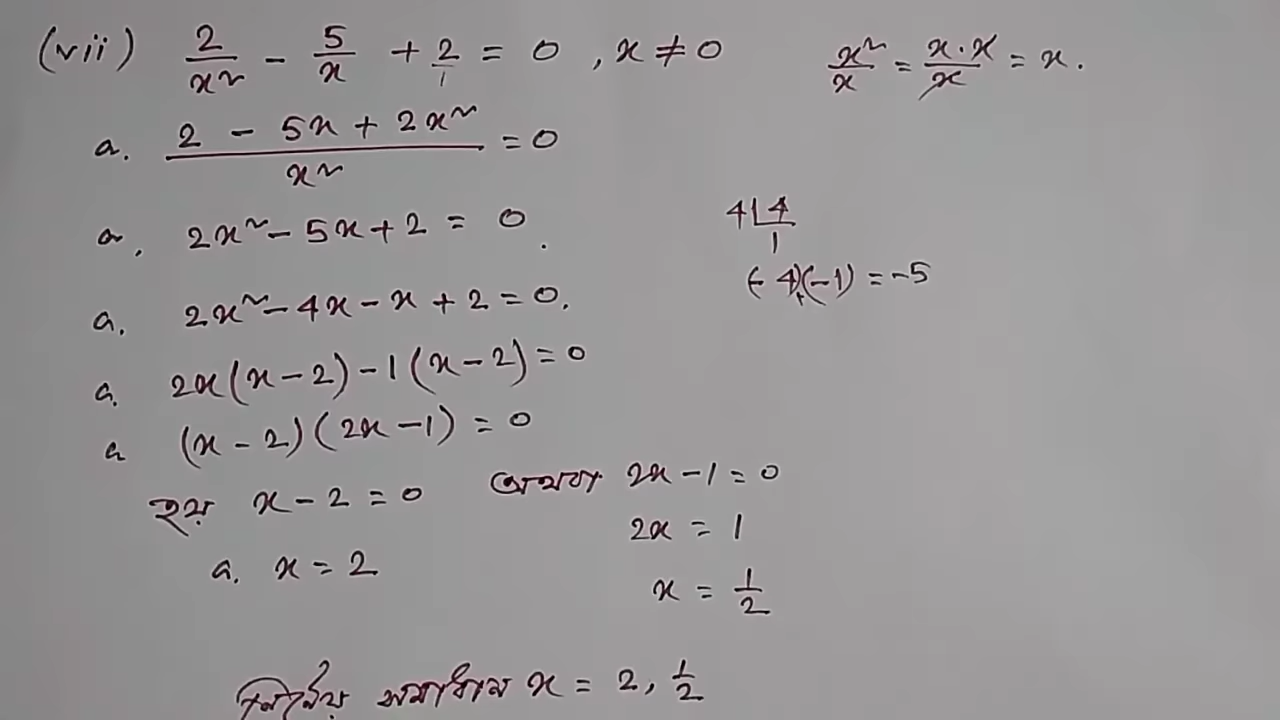 (vii) 2/x² - 5/x + 2/1 = 0 , x ≠ 0
x²/x = x·x/x = x.
a. (2 - 5x + 2x²)/x² = 0
a, 2x² - 5x + 2 = 0.
4|4
1
(-4)+(-1) = -5
a, 2x² - 4x - x + 2 = 0.
a, 2x(x-2) - 1(x-2) = 0
a (x-2)(2x-1) = 0
হয় x - 2 = 0 অথবা 2x - 1 = 0
2x = 1
a. x = 2
x = 1/2
নির্ণেয় সমাধান x = 2, 1/2